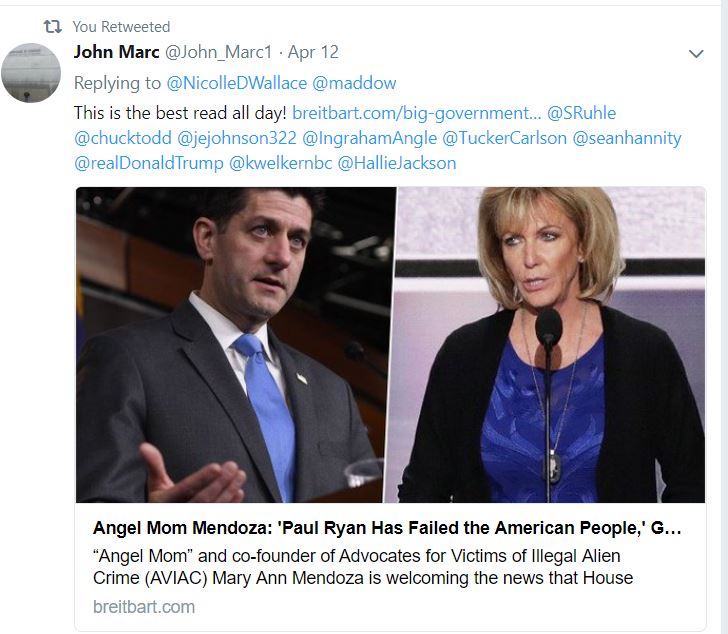 You Retweeted
John Marc @John_Marc1 · Apr 12
Replying to @NicolleDWallace @maddow
This is the best read all day! breitbart.com/big-government... @SRuhle
@chucktodd @jejohnson322 @IngrahamAngle @TuckerCarlson @seanhannity
@realDonaldTrump @kwelkernbc @HallieJackson
Angel Mom Mendoza: 'Paul Ryan Has Failed the American People,' G...
“Angel Mom” and co-founder of Advocates for Victims of Illegal Alien
Crime (AVIAC) Mary Ann Mendoza is welcoming the news that House
breitbart.com